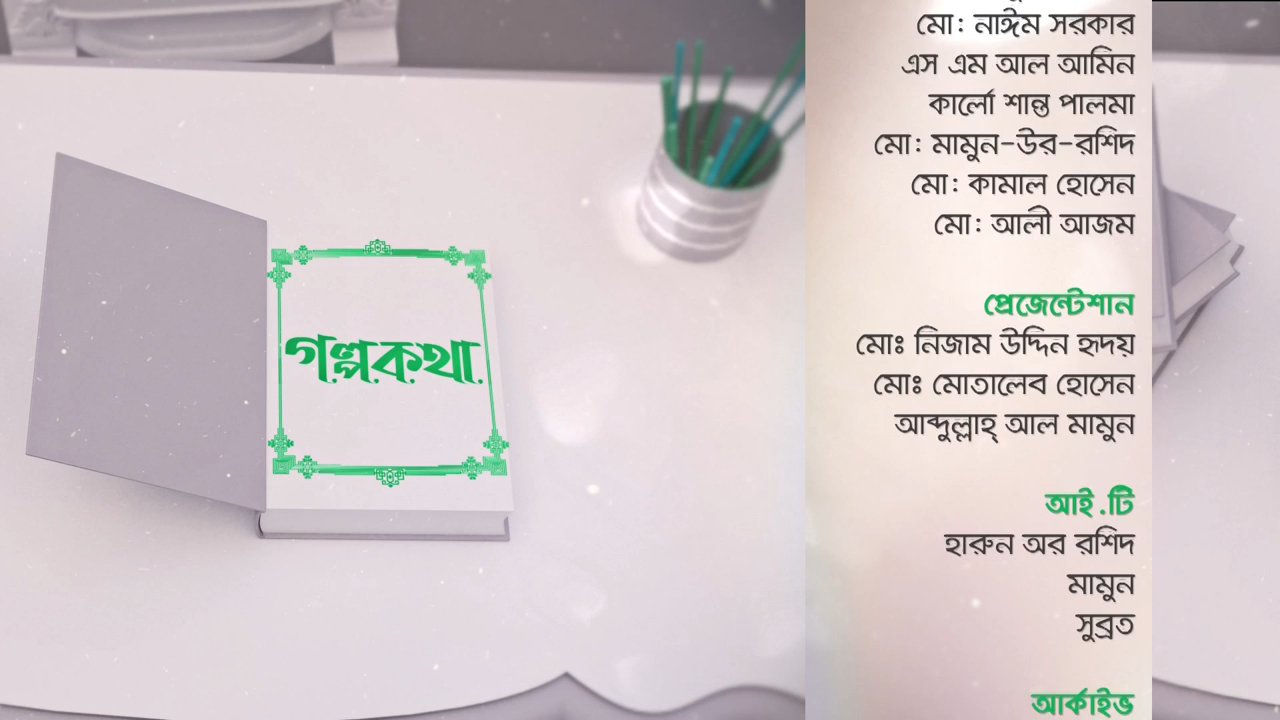 গল্পকথা
মো: নাঈম সরকার
এস এম আল আমিন
কার্লো শান্ত পালমা
মো: মামুন-উর-রশিদ
মো: কামাল হোসেন
মো: আলী আজম
প্রেজেন্টেশান
মোঃ নিজাম উদ্দিন হৃদয়
মোঃ মোতালেব হোসেন
আব্দুল্লাহ্ আল মামুন
আই.টি
হারুন অর রশিদ
মামুন
সুব্রত
আর্কাইভ